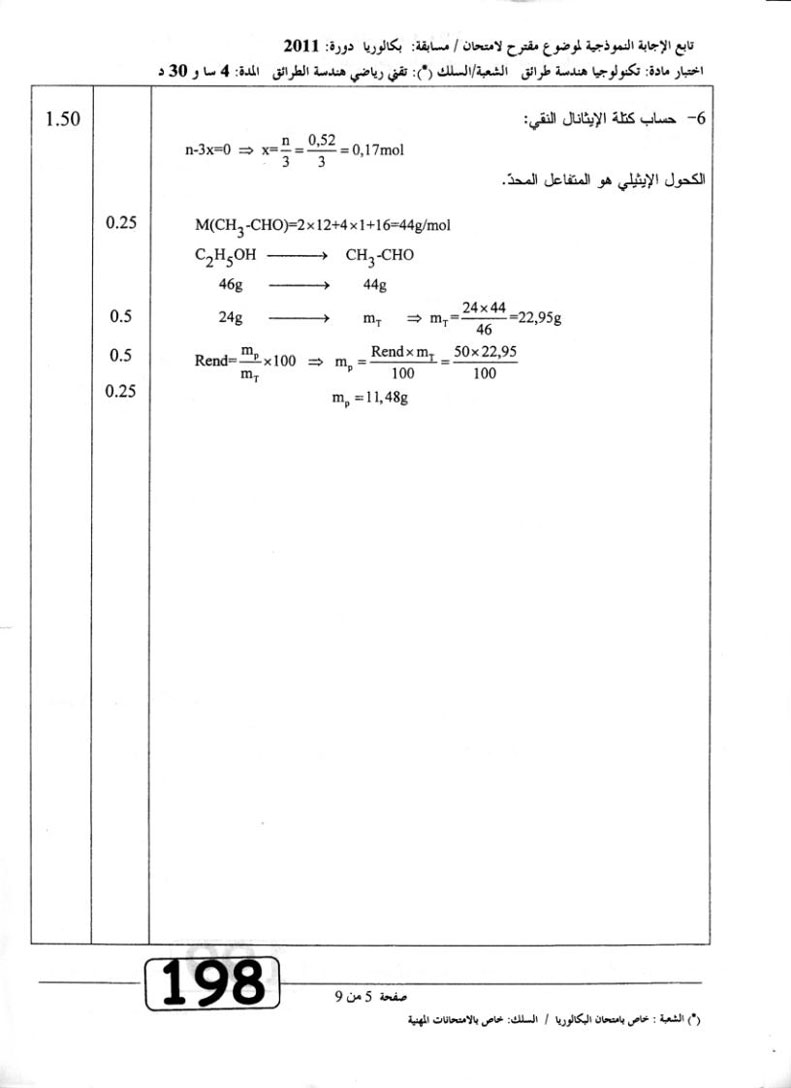 تابع الإجابة النموذجية لموضوع مقترح لامتحان / مسابقة: بكالوريا دورة: 2011
اختبار مادة: تكنولوجيا هندسة طرائق الشعبة/السلك (*): تقني رياضي هندسة الطرائق المدة: 4 سا و 30 د
6- حساب كتلة الإيثانال النقي:
1.50
n-3x=0 ⇒ x=n/3=0,52/3=0,17mol
الكحول الإيثيلي هو المتفاعل المحدّ.
0.25 M(CH3-CHO)=2×12+4×1+16=44g/mol
C2H5OH ⟶ CH3-CHO
46g ⟶ 44g
0.5 24g ⟶ mT ⇒ mT=24×44/46=22,95g
0.5 Rend=mp/mT×100 ⇒ mp=Rend×mT/100=50×22,95/100
0.25 mp=11,48g
198
صفحة 5 من 9
(*) الشعبة : خاص بامتحان البكالوريا / السلك: خاص بالامتحانات المهنية